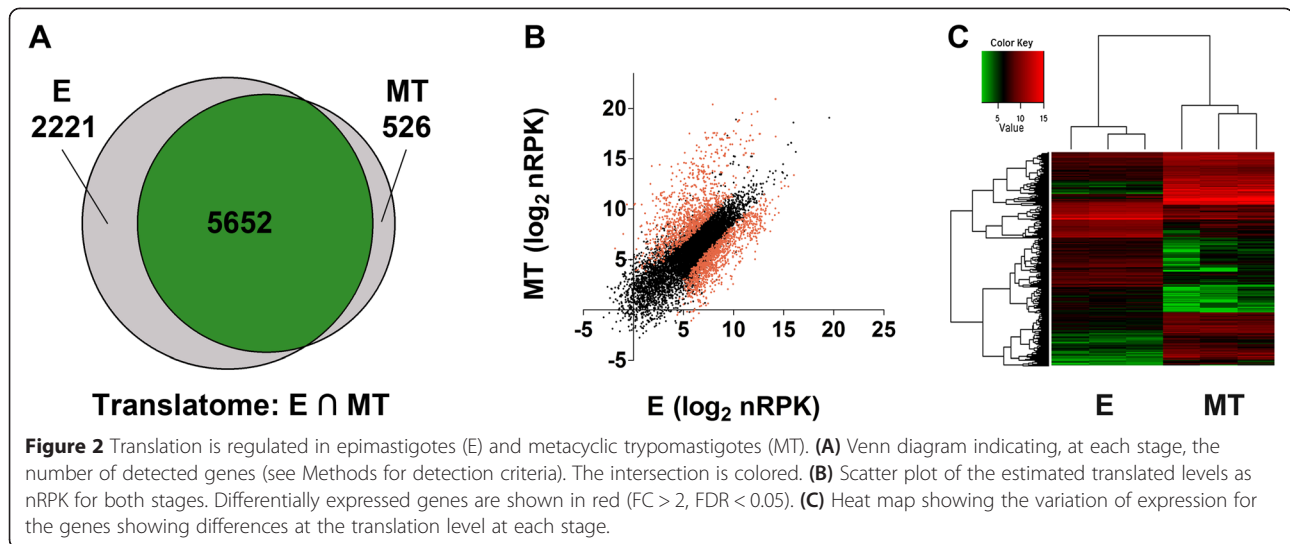 A
E
2221
MT
526
5652
Translatome: E ∩ MT
B
MT (log₂ nRPK)
20
15
10
5
-5
-5
5
10
15
20
25
E (log₂ nRPK)
C
Color Key
5 10 15
Value
E MT
Figure 2 Translation is regulated in epimastigotes (E) and metacyclic trypomastigotes (MT). (A) Venn diagram indicating, at each stage, the
number of detected genes (see Methods for detection criteria). The intersection is colored. (B) Scatter plot of the estimated translated levels as
nRPK for both stages. Differentially expressed genes are shown in red (FC > 2, FDR < 0.05). (C) Heat map showing the variation of expression for
the genes showing differences at the translation level at each stage.